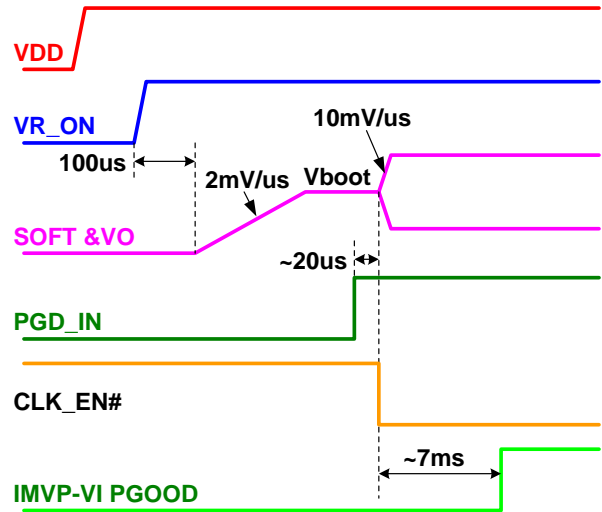 VDD
VR_ON
10mV/us
100us
2mV/us
Vboot
SOFT &VO
~20us
PGD_IN
CLK_EN#
~7ms
IMVP-VI PGOOD